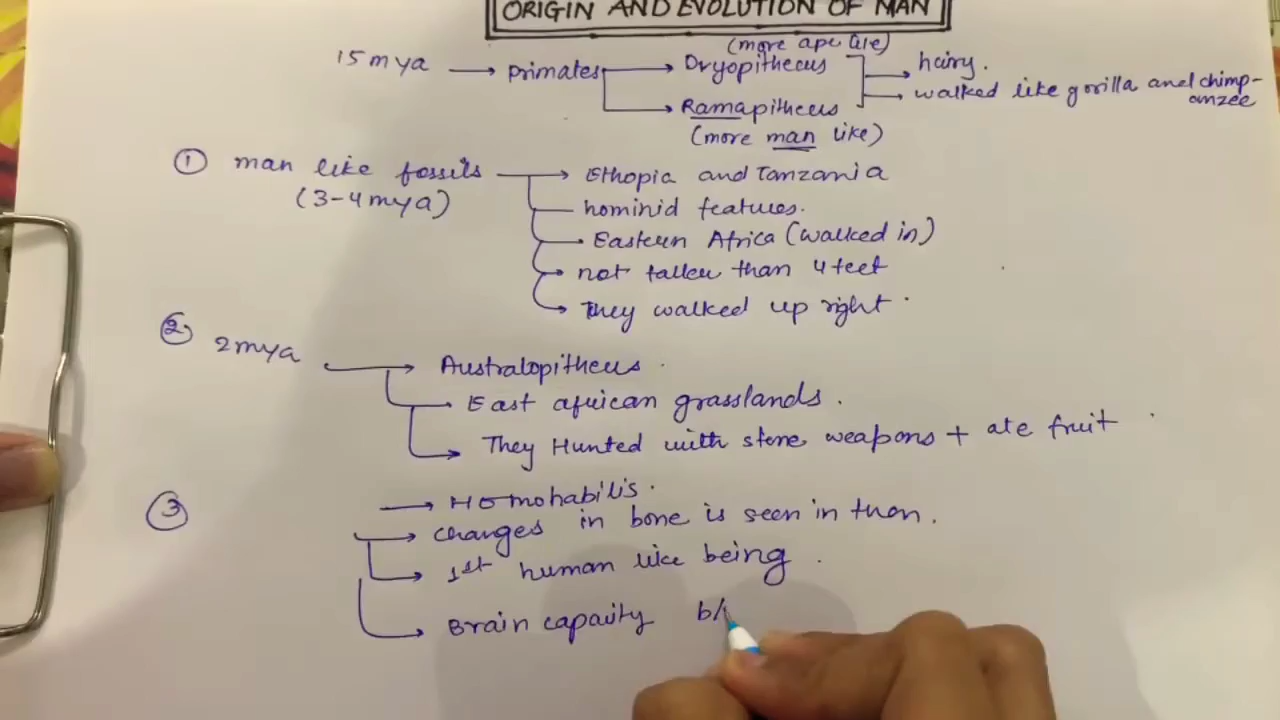 ORIGIN AND EVOLUTION OF MAN
(more ape like)
15 mya → Primates → Dryopithecus → hairy.
→ walked like gorilla and chimp-
anzee
→ Ramapithecus
(more man like)
① man like fossils → Ethopia and Tanzania
(3-4 mya) hominid features.
→ Eastern Africa (walked in)
→ not taller than 4 feet
→ They walked up right.
② 2 mya → Australopithecus.
→ East african grasslands.
→ They Hunted with stone weapons + ate fruit
③ → Homohabilis.
→ changes in bone is seen in them.
→ 1st human like being.
→ Brain capacity b/